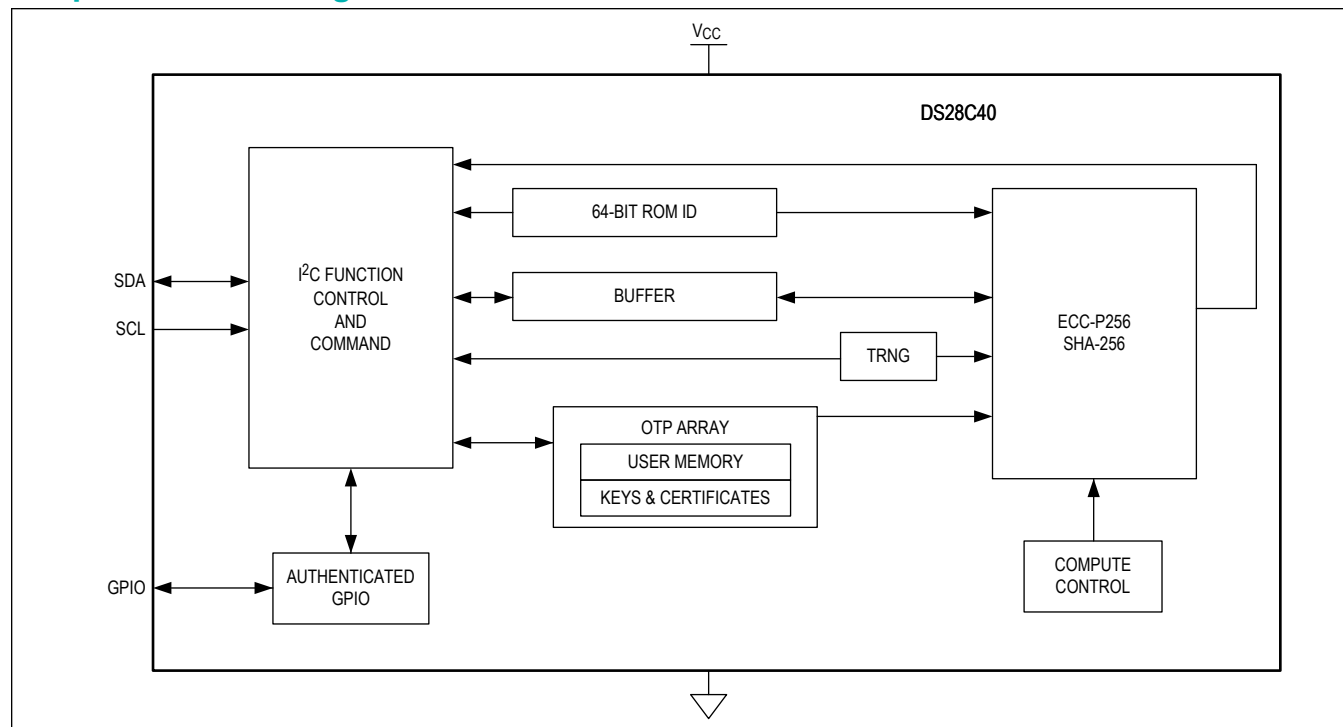 VCC
DS28C40
I2C FUNCTION
CONTROL
AND
COMMAND
64-BIT ROM ID
BUFFER
TRNG
OTP ARRAY
USER MEMORY
KEYS & CERTIFICATES
ECC-P256
SHA-256
COMPUTE
CONTROL
SDA
SCL
GPIO
AUTHENTICATED
GPIO